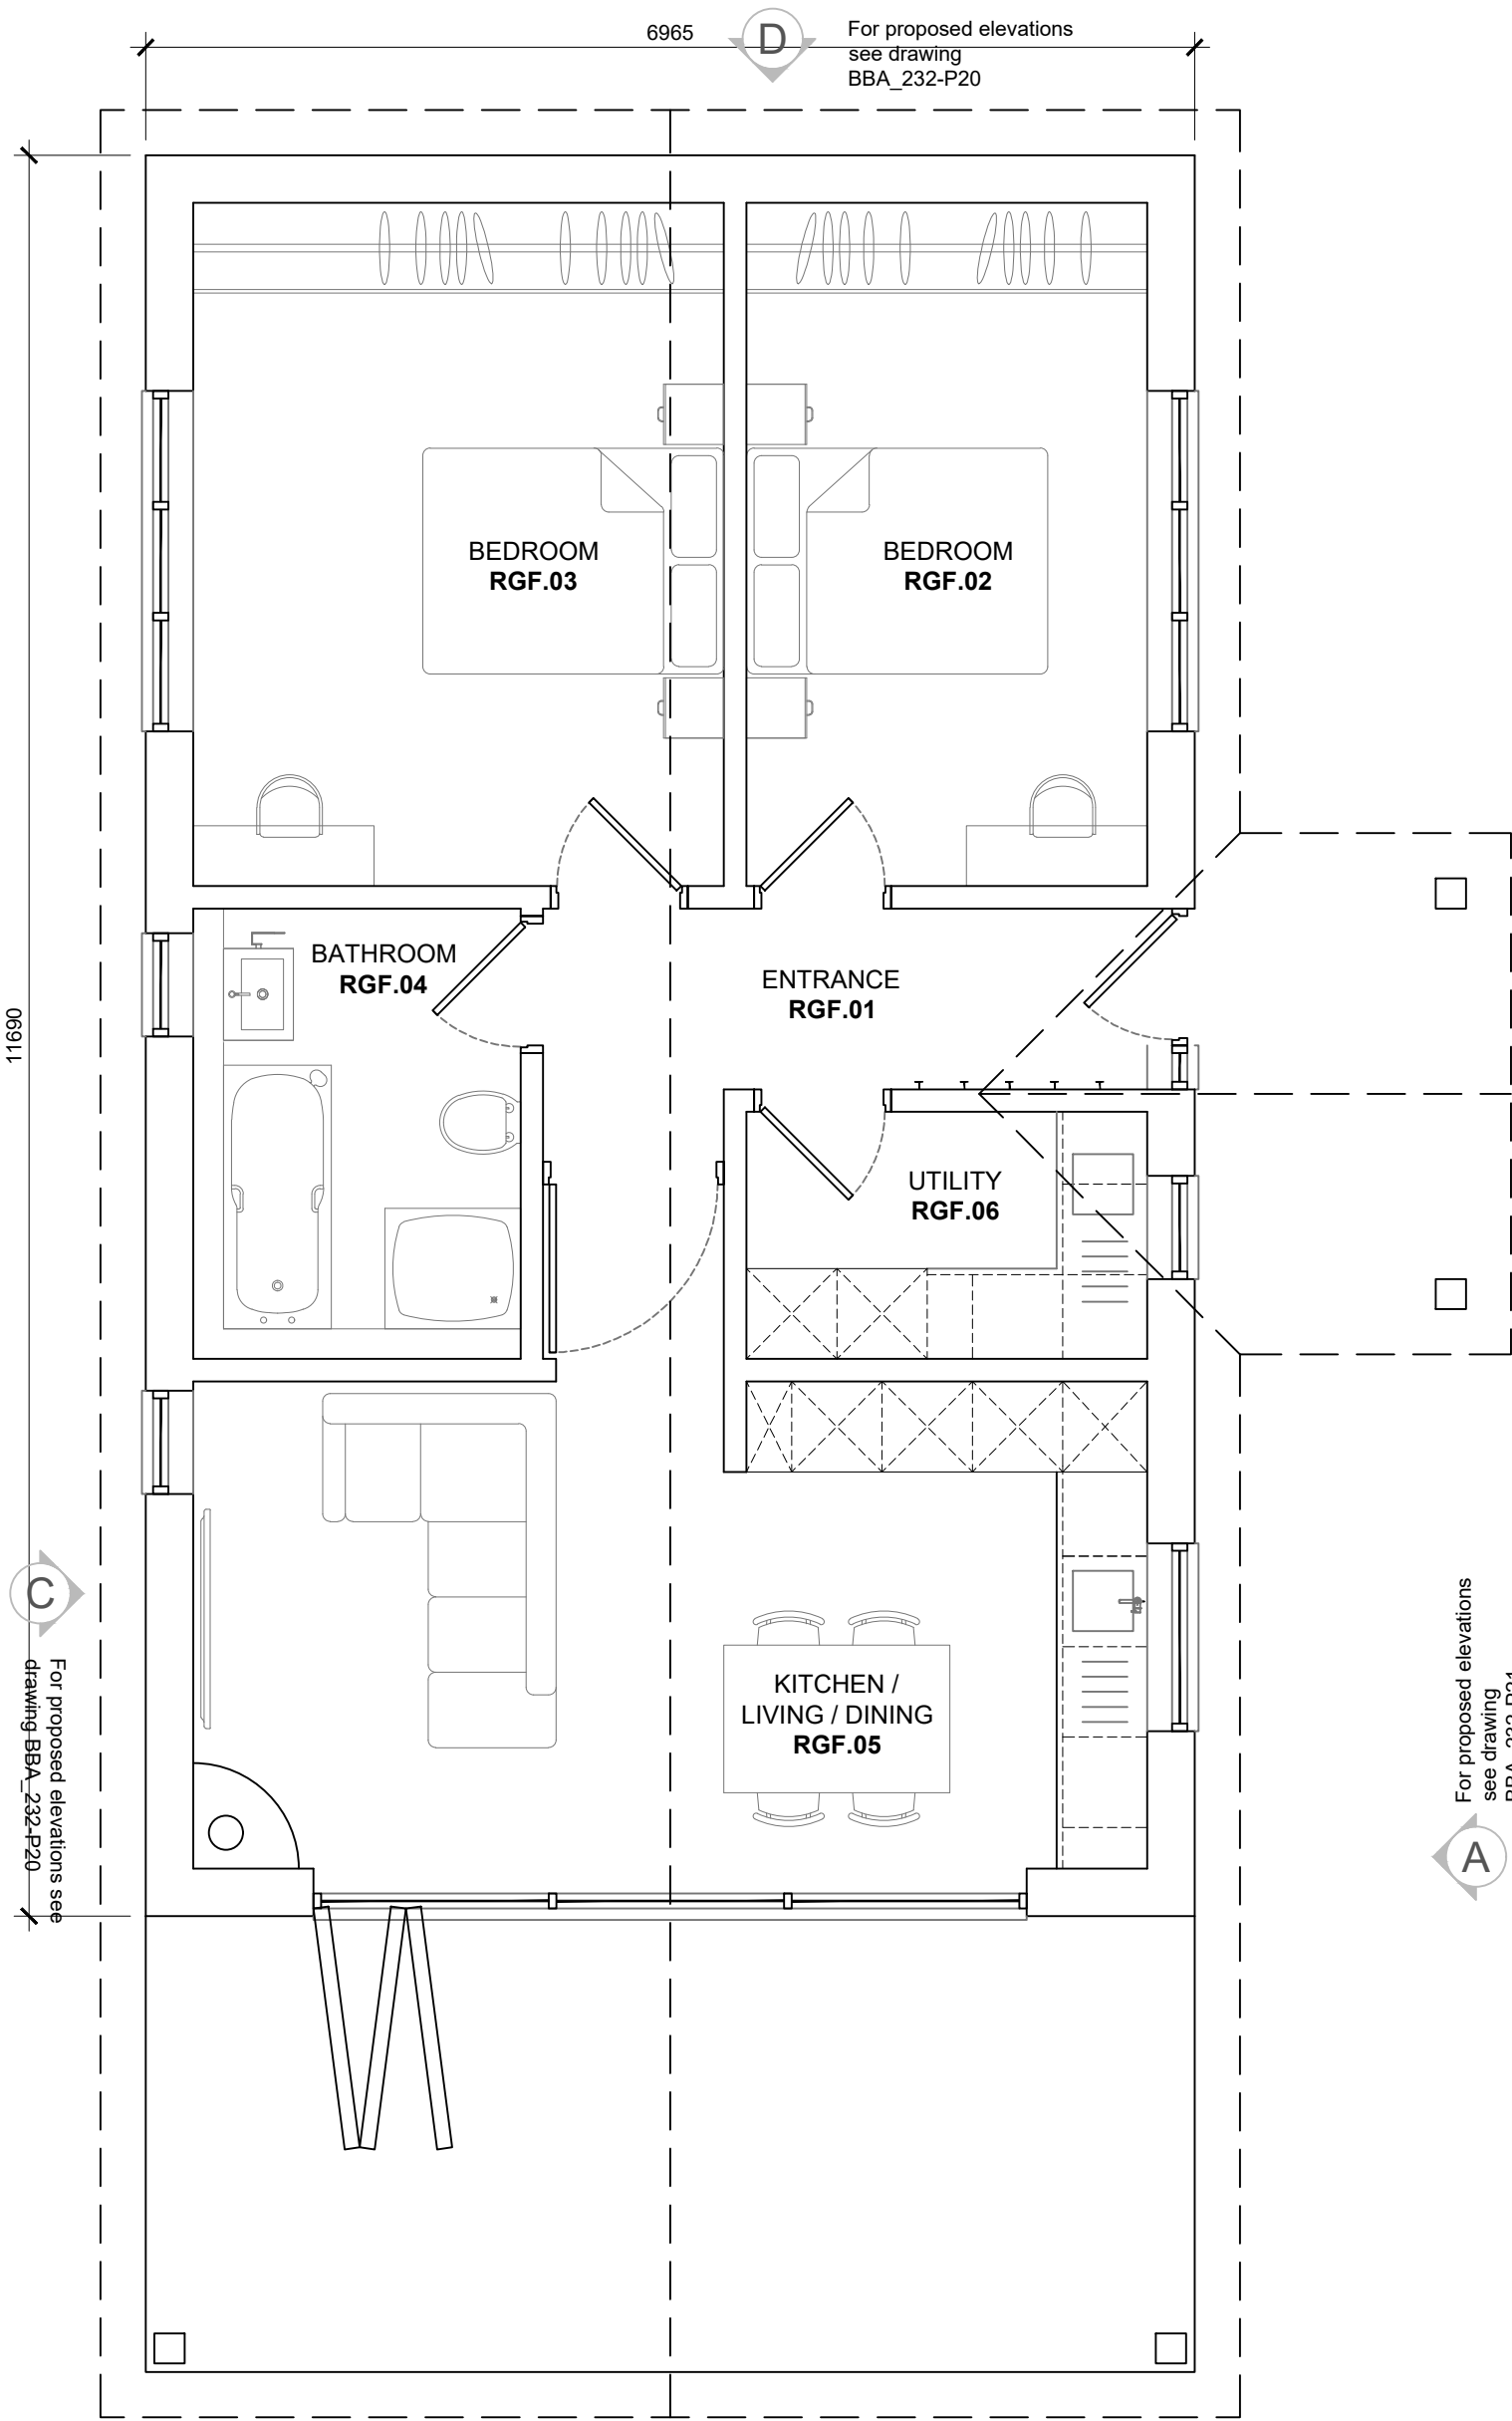 6965
D
For proposed elevations
see drawing
BBA_232-P20
BEDROOM
RGF.03
BEDROOM
RGF.02
BATHROOM
RGF.04
ENTRANCE
RGF.01
11690
UTILITY
RGF.06
C
For proposed elevations see
drawing BBA_232-P20
KITCHEN /
LIVING / DINING
RGF.05
For proposed elevations
see drawing
A